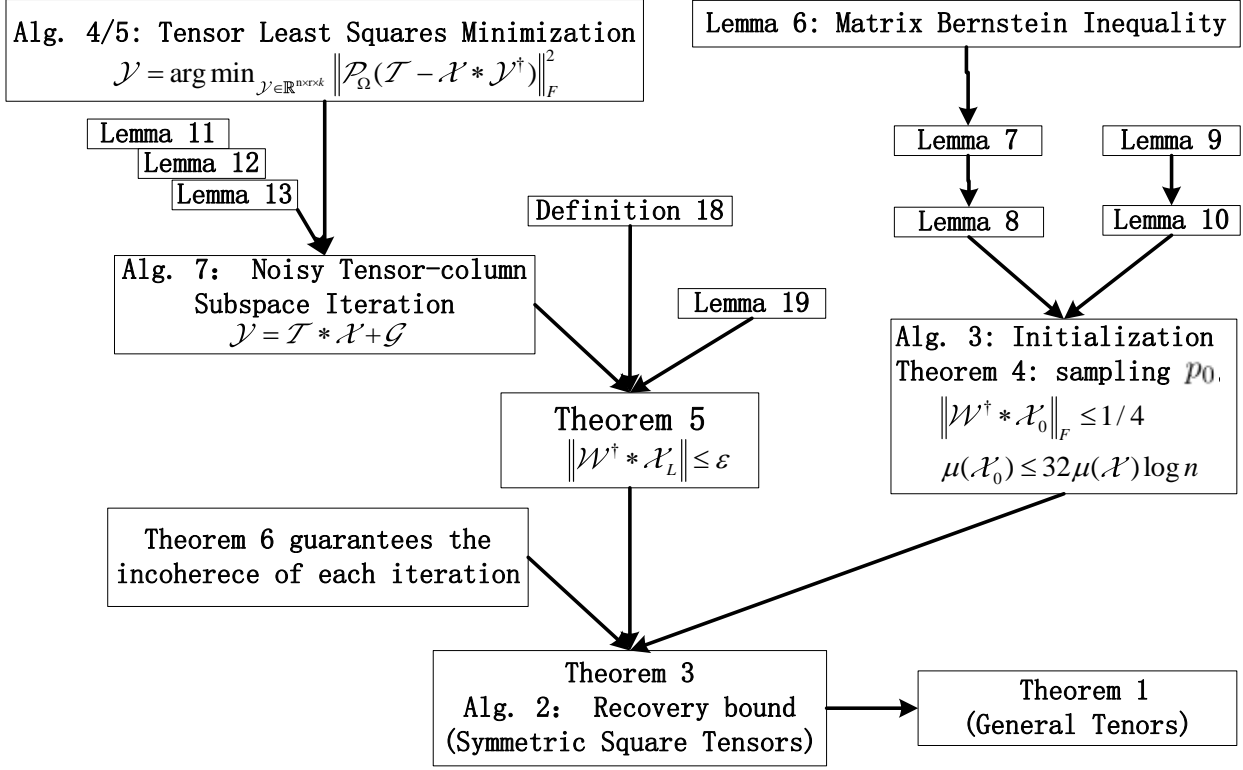 Alg. 4/5: Tensor Least Squares Minimization
𝒴 = arg min_{𝒴∈ℝ^{n×r×k}} ‖𝒫_Ω(𝒯 − 𝒳 * 𝒴^†)‖_F^2
Lemma 6: Matrix Bernstein Inequality
Lemma 11
Lemma 12
Lemma 13
Lemma 7
Lemma 9
Definition 18
Lemma 8
Lemma 10
Alg. 7: Noisy Tensor-column
Subspace Iteration
𝒴 = 𝒯 * 𝒳 + 𝒢
Lemma 19
Alg. 3: Initialization
Theorem 4: sampling p_0.
‖𝒲^† * 𝒳_0‖_F ≤ 1/4
μ(𝒳_0) ≤ 32μ(𝒳) log n
Theorem 5
‖𝒲^† * 𝒳_L‖ ≤ ε
Theorem 6 guarantees the
incoherece of each iteration
Theorem 3
Alg. 2: Recovery bound
(Symmetric Square Tensors)
Theorem 1
(General Tenors)